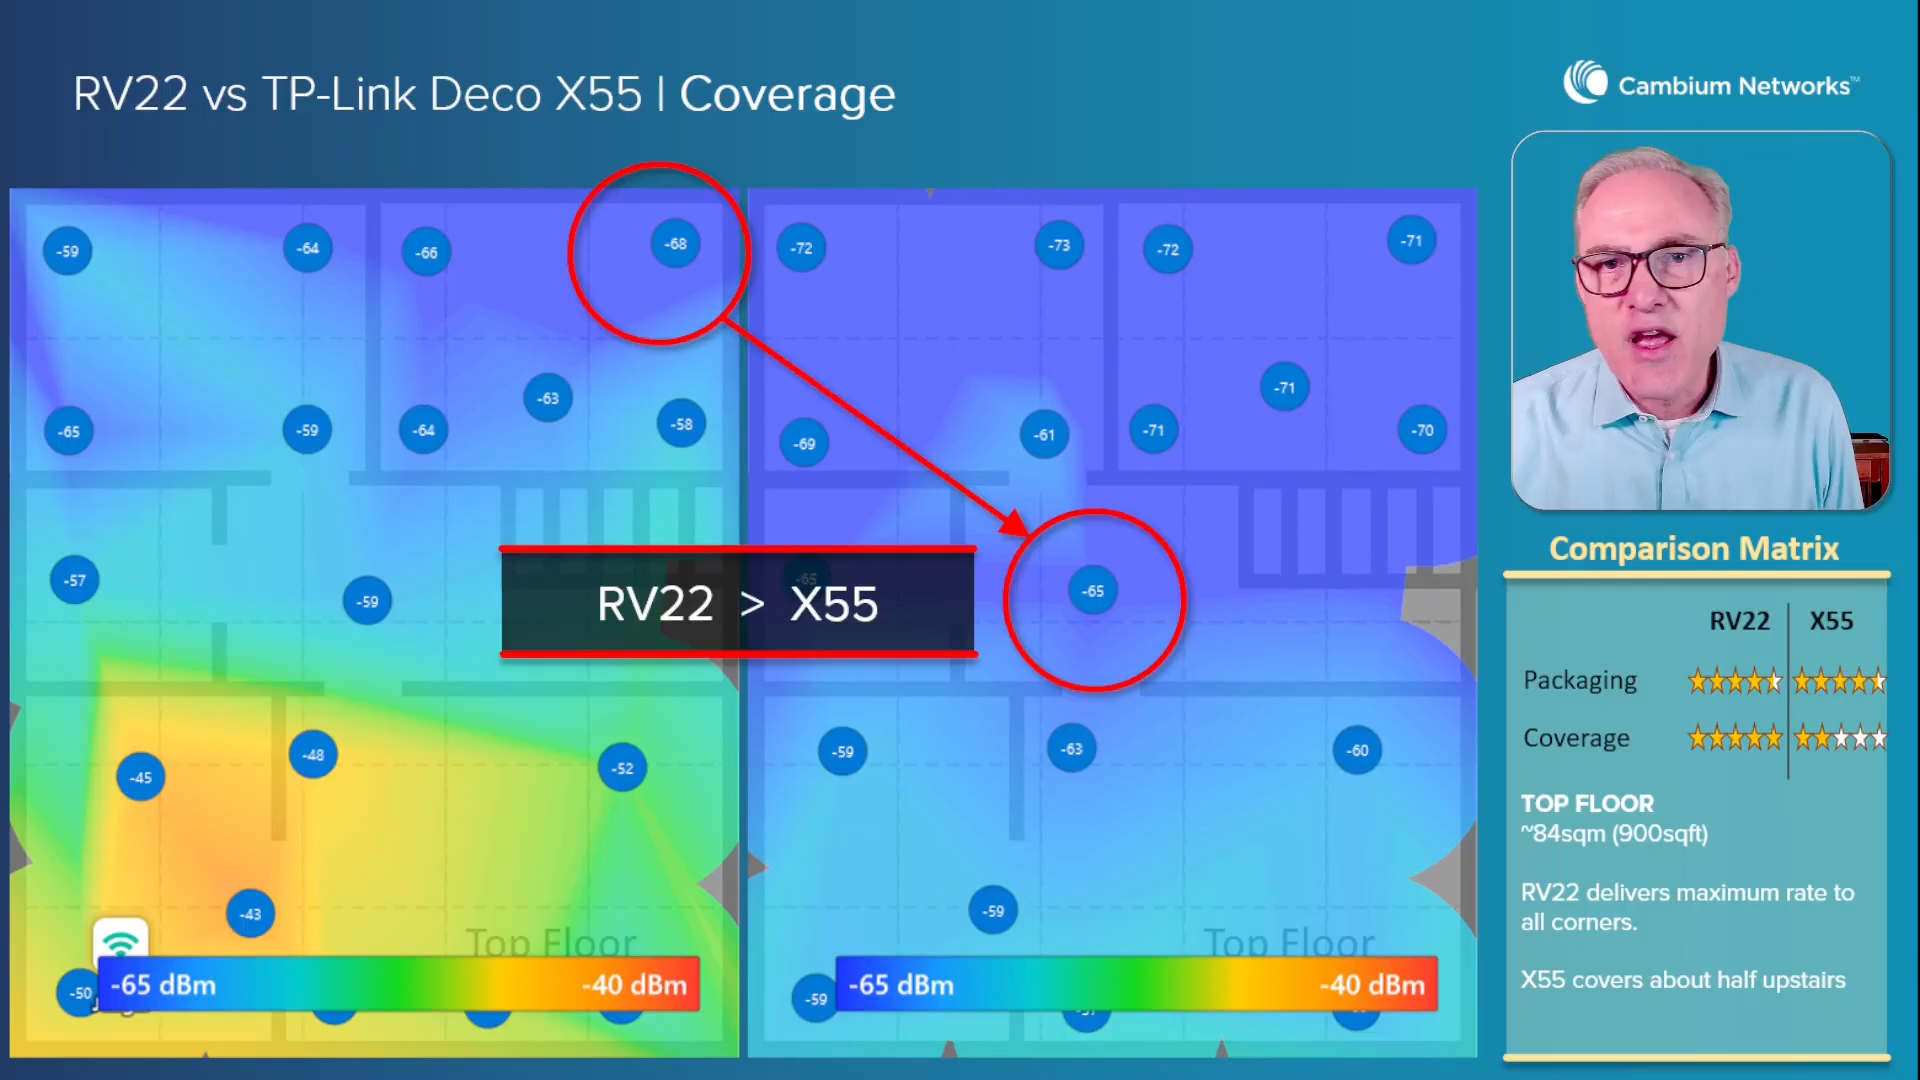 RV22 vs TP-Link Deco X55 | Coverage
Cambium Networks™
-59
-64
-66
-68
-72
-73
-72
-71
-65
-59
-64
-63
-58
-69
-61
-71
-71
-70
-57
-59
-65
RV22 > X55
-65
-45
-48
-52
-59
-63
-60
-43
-59
Top Floor
Top Floor
-50
-65 dBm
-40 dBm
-59
-65 dBm
-40 dBm
Comparison Matrix
RV22
X55
Packaging
Coverage
TOP FLOOR
~84sqm (900sqft)
RV22 delivers maximum rate to
all corners.
X55 covers about half upstairs